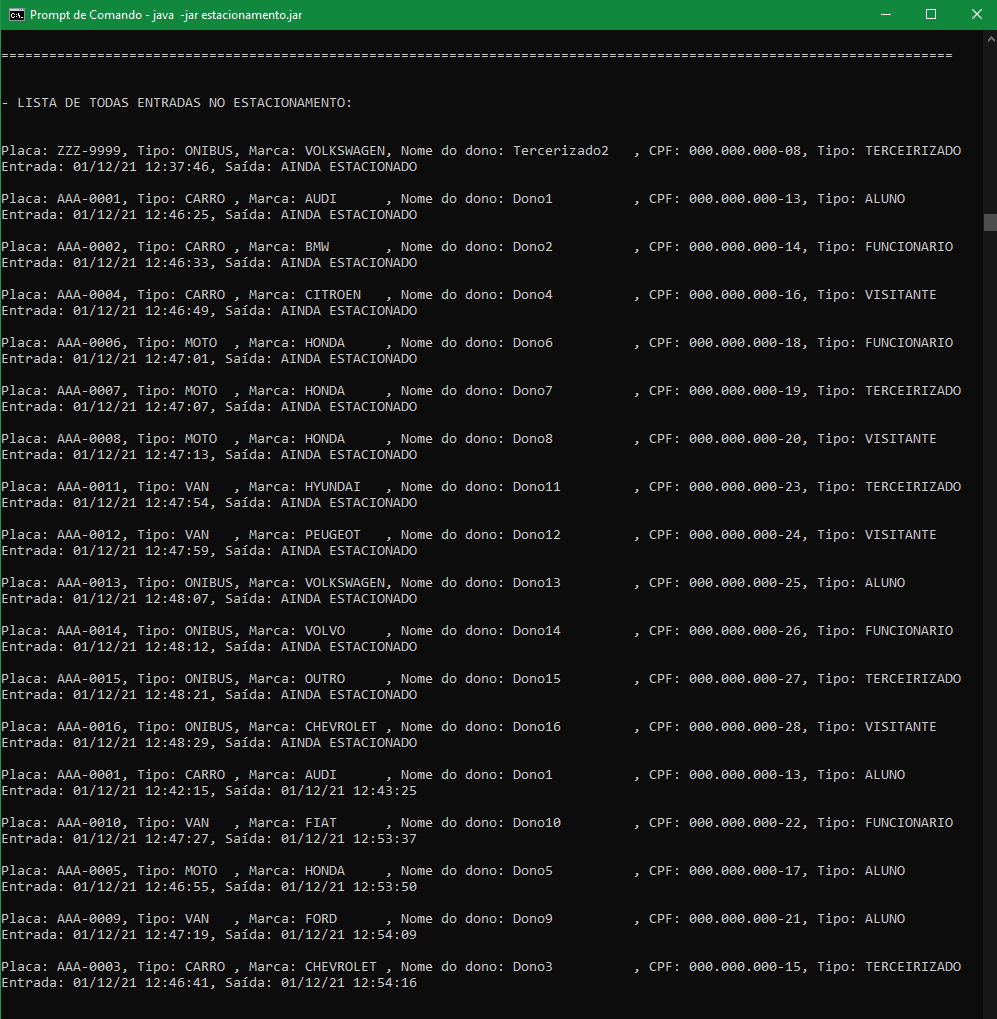 Prompt de Comando - java  -jar estacionamento.jar
=======================================================================================================================
- LISTA DE TODAS ENTRADAS NO ESTACIONAMENTO:
Placa: ZZZ-9999, Tipo: ONIBUS, Marca: VOLKSWAGEN, Nome do dono: Tercerizado2   , CPF: 000.000.000-08, Tipo: TERCEIRIZADO
Entrada: 01/12/21 12:37:46, Saída: AINDA ESTACIONADO
Placa: AAA-0001, Tipo: CARRO , Marca: AUDI      , Nome do dono: Dono1          , CPF: 000.000.000-13, Tipo: ALUNO
Entrada: 01/12/21 12:46:25, Saída: AINDA ESTACIONADO
Placa: AAA-0002, Tipo: CARRO , Marca: BMW       , Nome do dono: Dono2          , CPF: 000.000.000-14, Tipo: FUNCIONARIO
Entrada: 01/12/21 12:46:33, Saída: AINDA ESTACIONADO
Placa: AAA-0004, Tipo: CARRO , Marca: CITROEN   , Nome do dono: Dono4          , CPF: 000.000.000-16, Tipo: VISITANTE
Entrada: 01/12/21 12:46:49, Saída: AINDA ESTACIONADO
Placa: AAA-0006, Tipo: MOTO  , Marca: HONDA     , Nome do dono: Dono6          , CPF: 000.000.000-18, Tipo: FUNCIONARIO
Entrada: 01/12/21 12:47:01, Saída: AINDA ESTACIONADO
Placa: AAA-0007, Tipo: MOTO  , Marca: HONDA     , Nome do dono: Dono7          , CPF: 000.000.000-19, Tipo: TERCEIRIZADO
Entrada: 01/12/21 12:47:07, Saída: AINDA ESTACIONADO
Placa: AAA-0008, Tipo: MOTO  , Marca: HONDA     , Nome do dono: Dono8          , CPF: 000.000.000-20, Tipo: VISITANTE
Entrada: 01/12/21 12:47:13, Saída: AINDA ESTACIONADO
Placa: AAA-0011, Tipo: VAN   , Marca: HYUNDAI   , Nome do dono: Dono11         , CPF: 000.000.000-23, Tipo: TERCEIRIZADO
Entrada: 01/12/21 12:47:54, Saída: AINDA ESTACIONADO
Placa: AAA-0012, Tipo: VAN   , Marca: PEUGEOT   , Nome do dono: Dono12         , CPF: 000.000.000-24, Tipo: VISITANTE
Entrada: 01/12/21 12:47:59, Saída: AINDA ESTACIONADO
Placa: AAA-0013, Tipo: ONIBUS, Marca: VOLKSWAGEN, Nome do dono: Dono13         , CPF: 000.000.000-25, Tipo: ALUNO
Entrada: 01/12/21 12:48:07, Saída: AINDA ESTACIONADO
Placa: AAA-0014, Tipo: ONIBUS, Marca: VOLVO     , Nome do dono: Dono14         , CPF: 000.000.000-26, Tipo: FUNCIONARIO
Entrada: 01/12/21 12:48:12, Saída: AINDA ESTACIONADO
Placa: AAA-0015, Tipo: ONIBUS, Marca: OUTRO     , Nome do dono: Dono15         , CPF: 000.000.000-27, Tipo: TERCEIRIZADO
Entrada: 01/12/21 12:48:21, Saída: AINDA ESTACIONADO
Placa: AAA-0016, Tipo: ONIBUS, Marca: CHEVROLET , Nome do dono: Dono16         , CPF: 000.000.000-28, Tipo: VISITANTE
Entrada: 01/12/21 12:48:29, Saída: AINDA ESTACIONADO
Placa: AAA-0001, Tipo: CARRO , Marca: AUDI      , Nome do dono: Dono1          , CPF: 000.000.000-13, Tipo: ALUNO
Entrada: 01/12/21 12:42:15, Saída: 01/12/21 12:43:25
Placa: AAA-0010, Tipo: VAN   , Marca: FIAT      , Nome do dono: Dono10         , CPF: 000.000.000-22, Tipo: FUNCIONARIO
Entrada: 01/12/21 12:47:27, Saída: 01/12/21 12:53:37
Placa: AAA-0005, Tipo: MOTO  , Marca: HONDA     , Nome do dono: Dono5          , CPF: 000.000.000-17, Tipo: ALUNO
Entrada: 01/12/21 12:46:55, Saída: 01/12/21 12:53:50
Placa: AAA-0009, Tipo: VAN   , Marca: FORD      , Nome do dono: Dono9          , CPF: 000.000.000-21, Tipo: ALUNO
Entrada: 01/12/21 12:47:19, Saída: 01/12/21 12:54:09
Placa: AAA-0003, Tipo: CARRO , Marca: CHEVROLET , Nome do dono: Dono3          , CPF: 000.000.000-15, Tipo: TERCEIRIZADO
Entrada: 01/12/21 12:46:41, Saída: 01/12/21 12:54:16